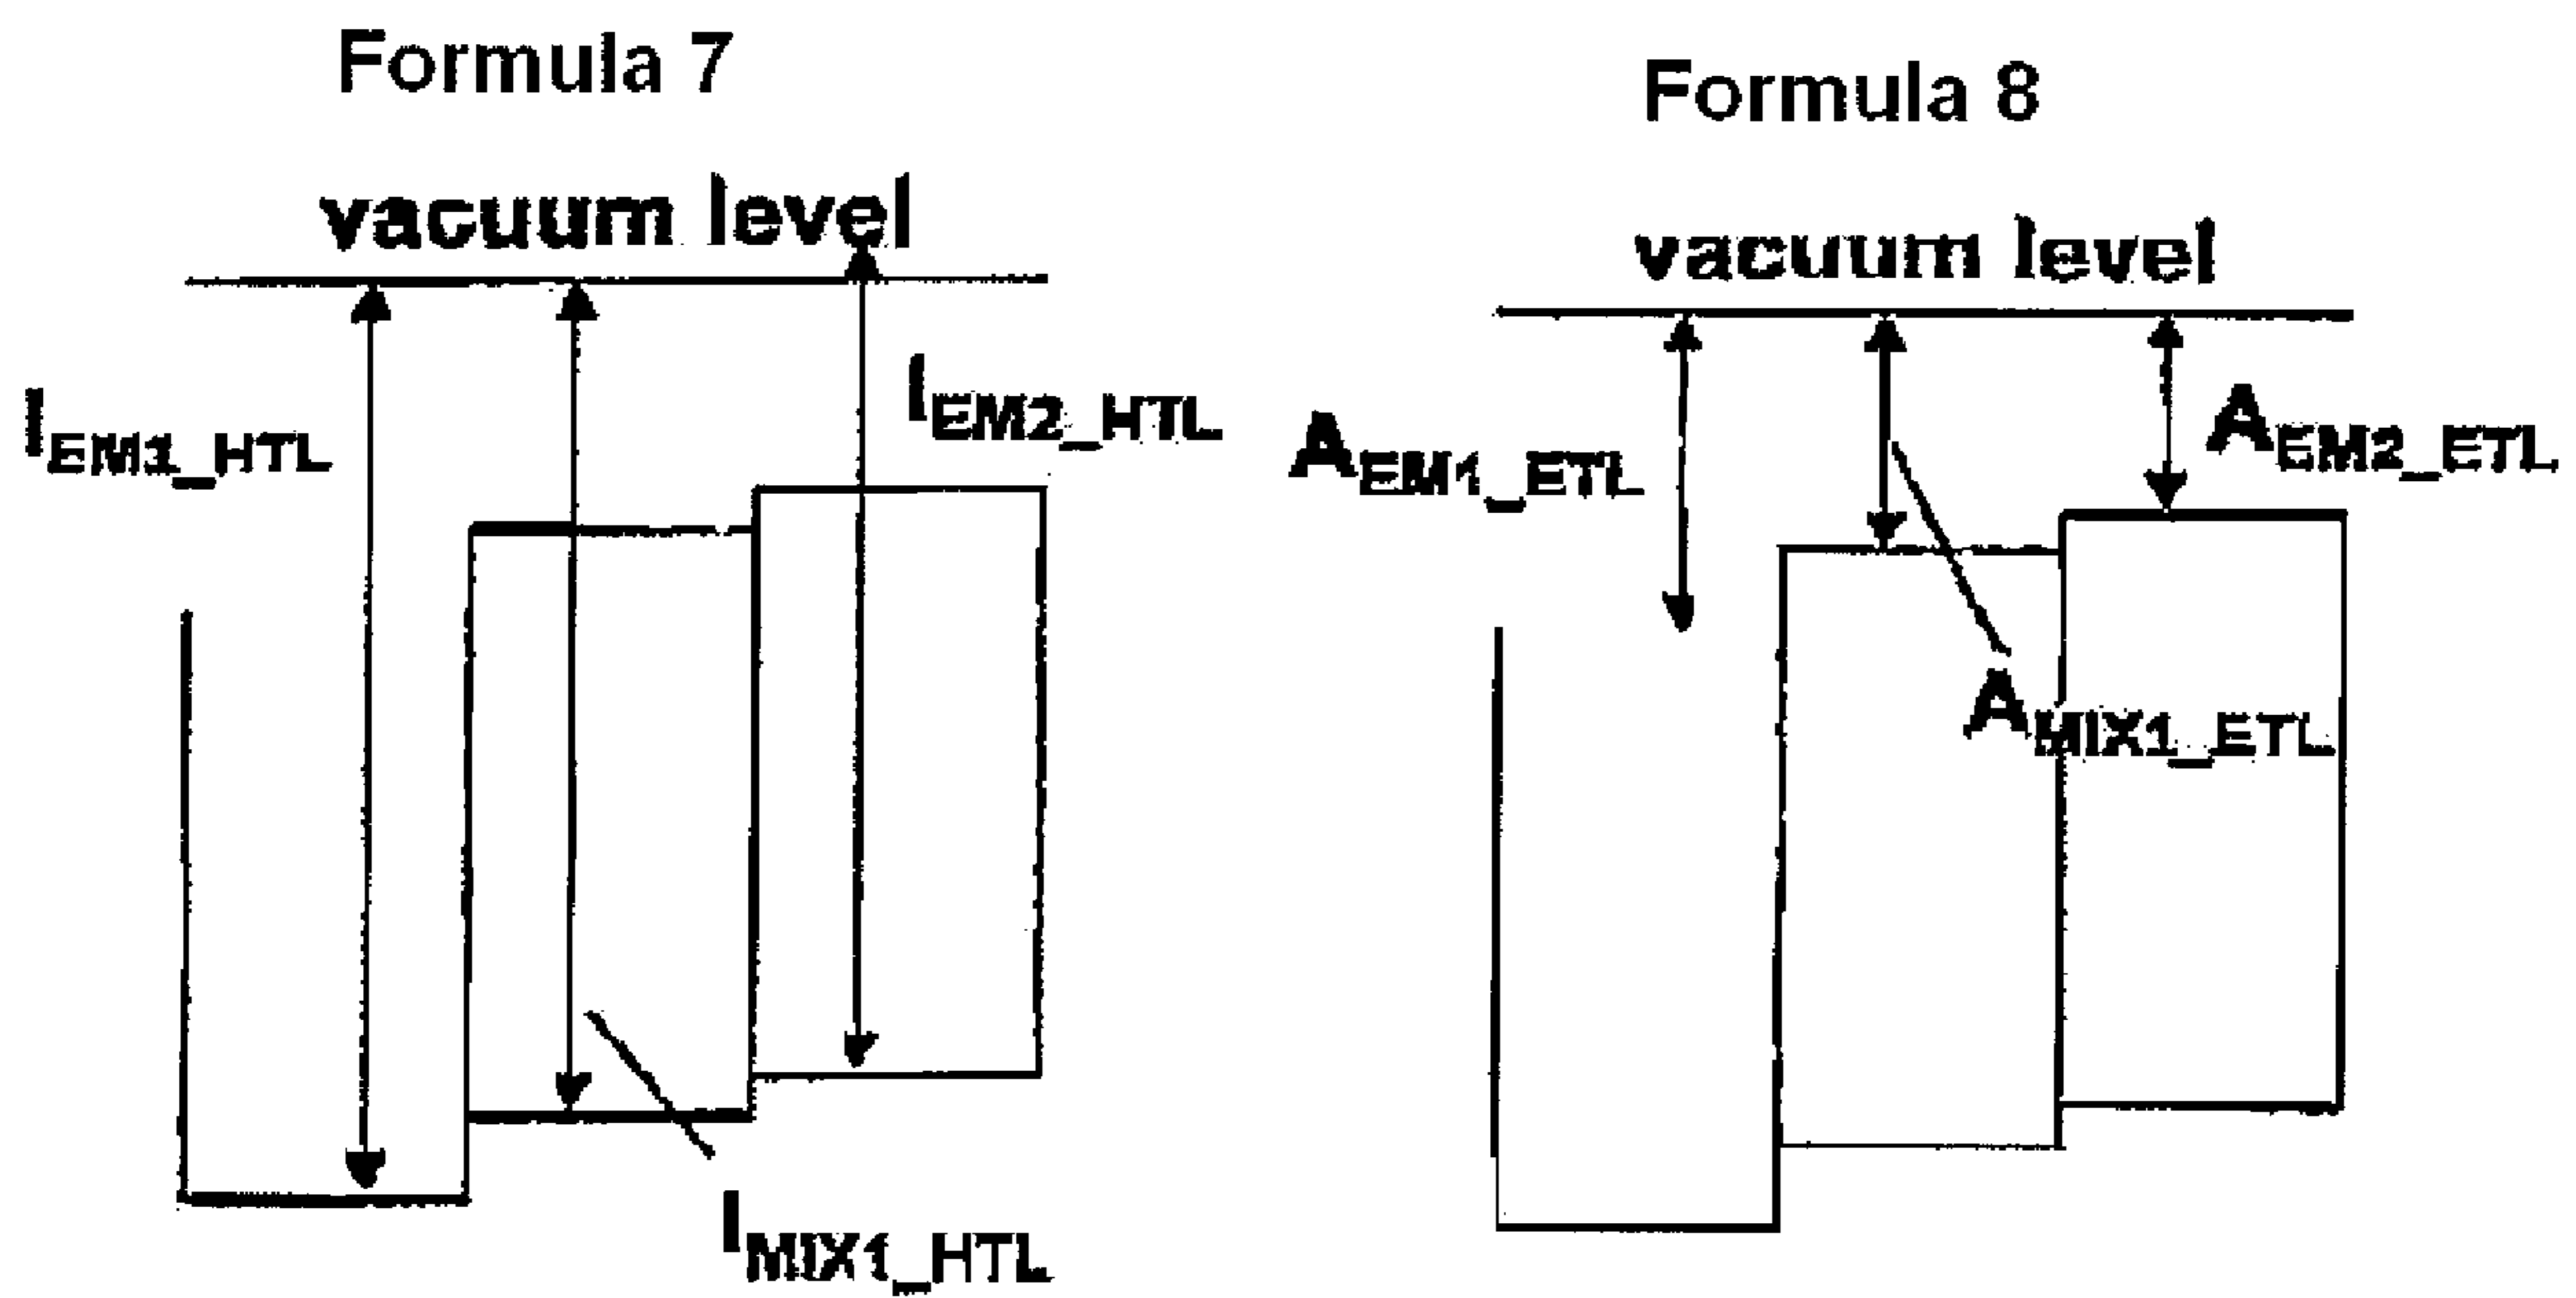 Formula 7
vacuum level
I_EM1_HTL
I_EM2_HTL
I_MIX1_HTL
Formula 8
vacuum level
A_EM1_ETL
A_EM2_ETL
A_MIX1_ETL